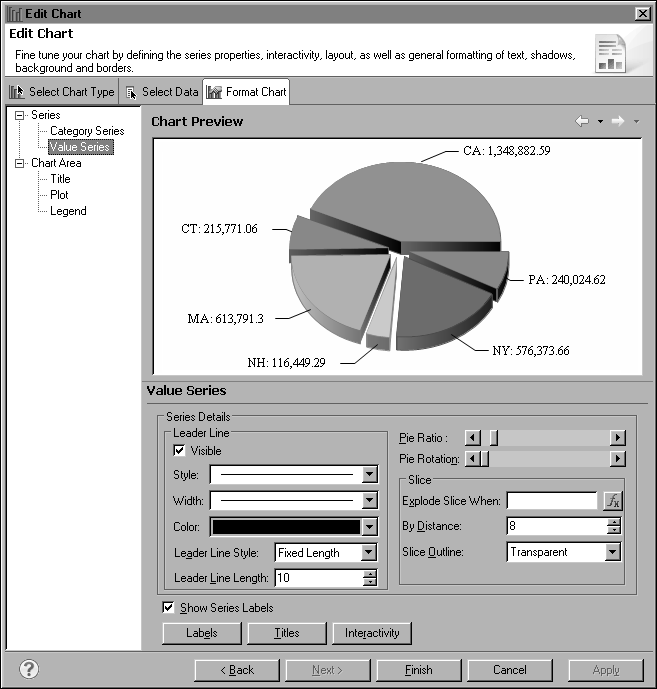 Edit Chart
Edit Chart
Fine tune your chart by defining the series properties, interactivity, layout, as well as general formatting of text, shadows,
background and borders.
Select Chart Type
Select Data
Format Chart
Series
Category Series
Value Series
Chart Area
Title
Plot
Legend
Chart Preview
CA: 1,348,882.59
CT: 215,771.06
PA: 240,024.62
MA: 613,791.3
NY: 576,373.66
NH: 116,449.29
Value Series
Series Details
Leader Line
Visible
Style:
Width:
Color:
Leader Line Style: Fixed Length
Leader Line Length: 10
Pie Ratio :
Pie Rotation:
Slice
Explode Slice When: fx
By Distance: 8
Slice Outline: Transparent
Show Series Labels
Labels
Titles
Interactivity
?
< Back
Next >
Finish
Cancel
Apply